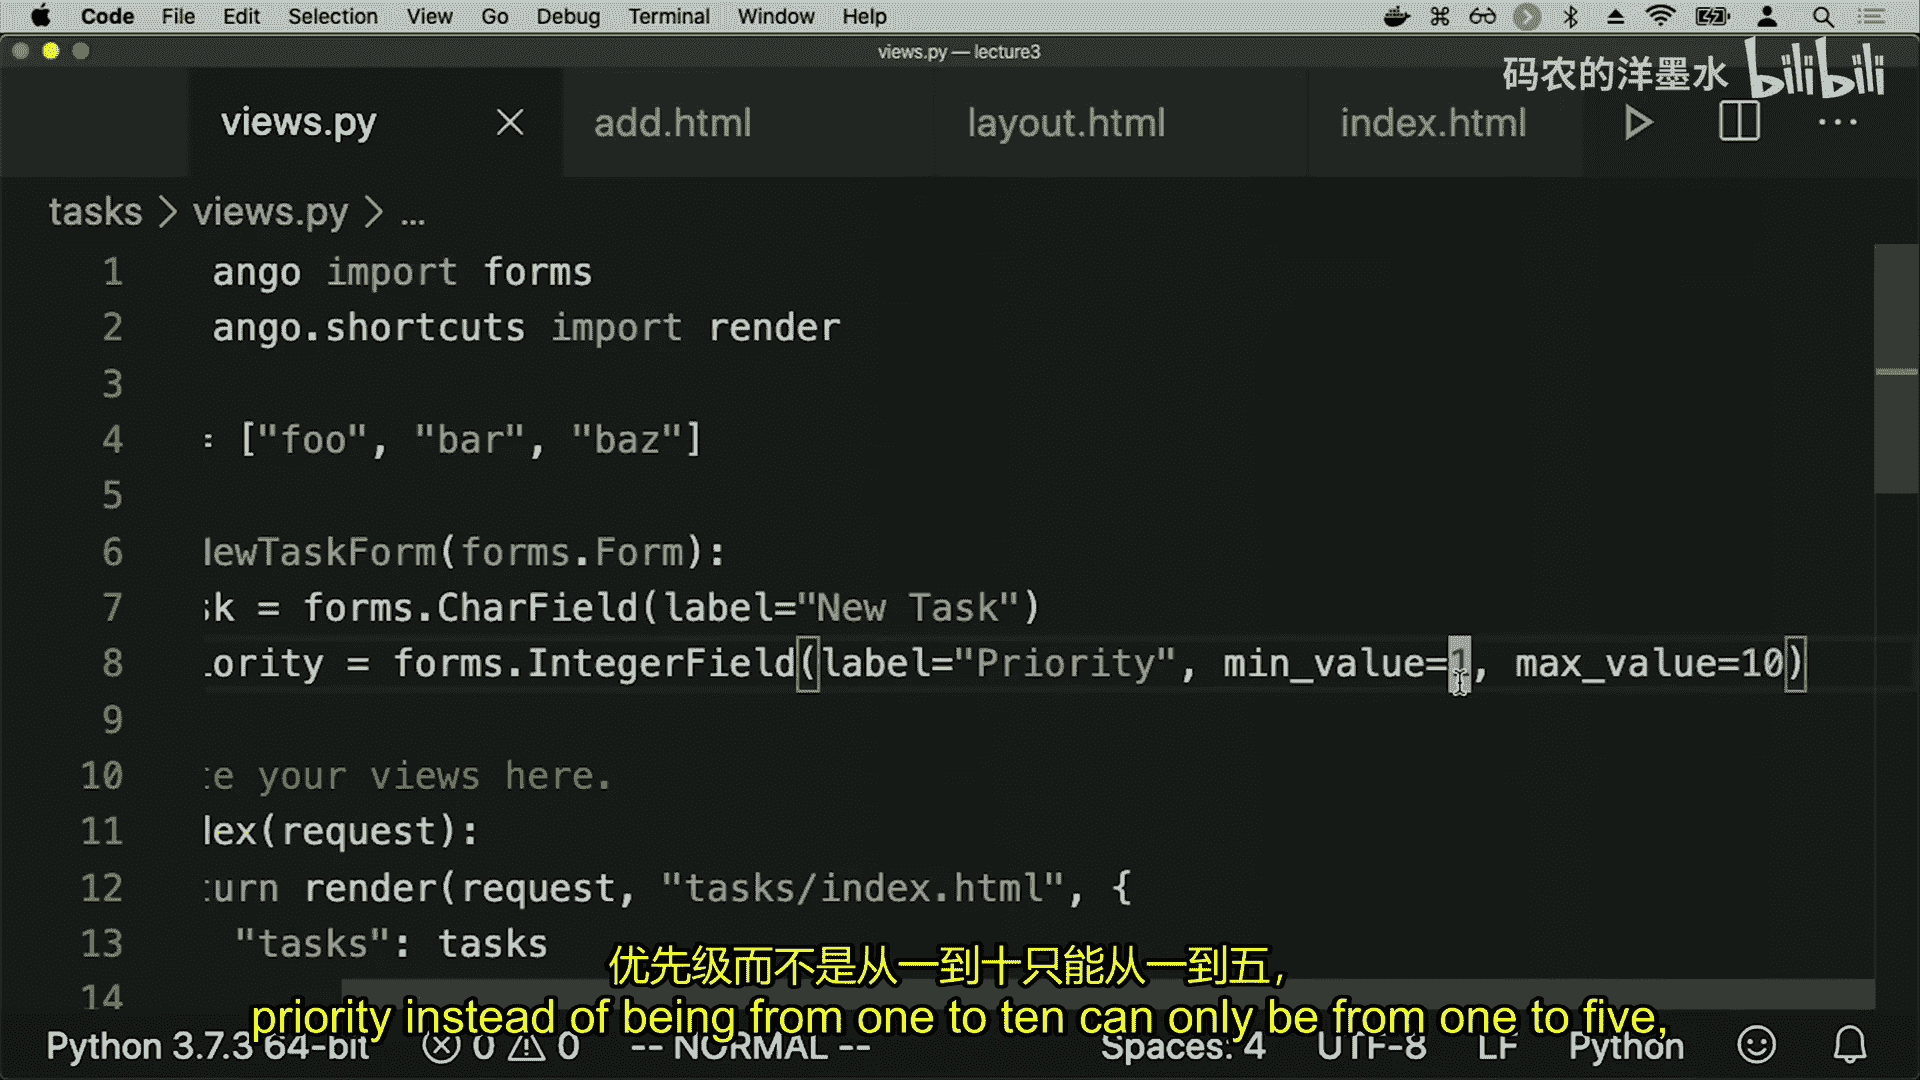 Code File Edit Selection View Go Debug Terminal Window Help
views.py — lecture3
码农的洋墨水 bilibili
views.py add.html layout.html index.html ...
tasks > views.py > ...
1 ango import forms
2 ango.shortcuts import render
3
4 : ["foo", "bar", "baz"]
5
6 lewTaskForm(forms.Form):
7 sk = forms.CharField(label="New Task")
8 .ority = forms.IntegerField(label="Priority", min_value=1, max_value=10)
9
10 :e your views here.
11 lex(request):
12 :urn render(request, "tasks/index.html", {
13 "tasks": tasks
14
优先级而不是从一到十只能从一到五，
priority instead of being from one to ten can only be from one to five,
Python 3.7.3 64-bit 0 0 -- NORMAL -- Spaces: 4 UTF-8 LF Python